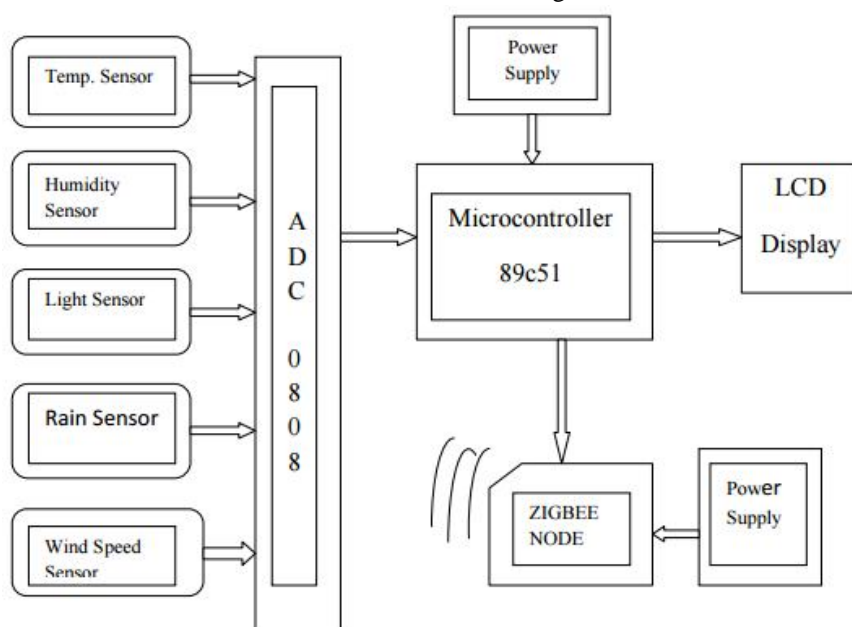 Temp. Sensor
Humidity
Sensor
Light Sensor
Rain Sensor
Wind Speed
Sensor
A
D
C
0
8
0
8
Power
Supply
Microcontroller
89c51
LCD
Display
ZIGBEE
NODE
Power
Supply